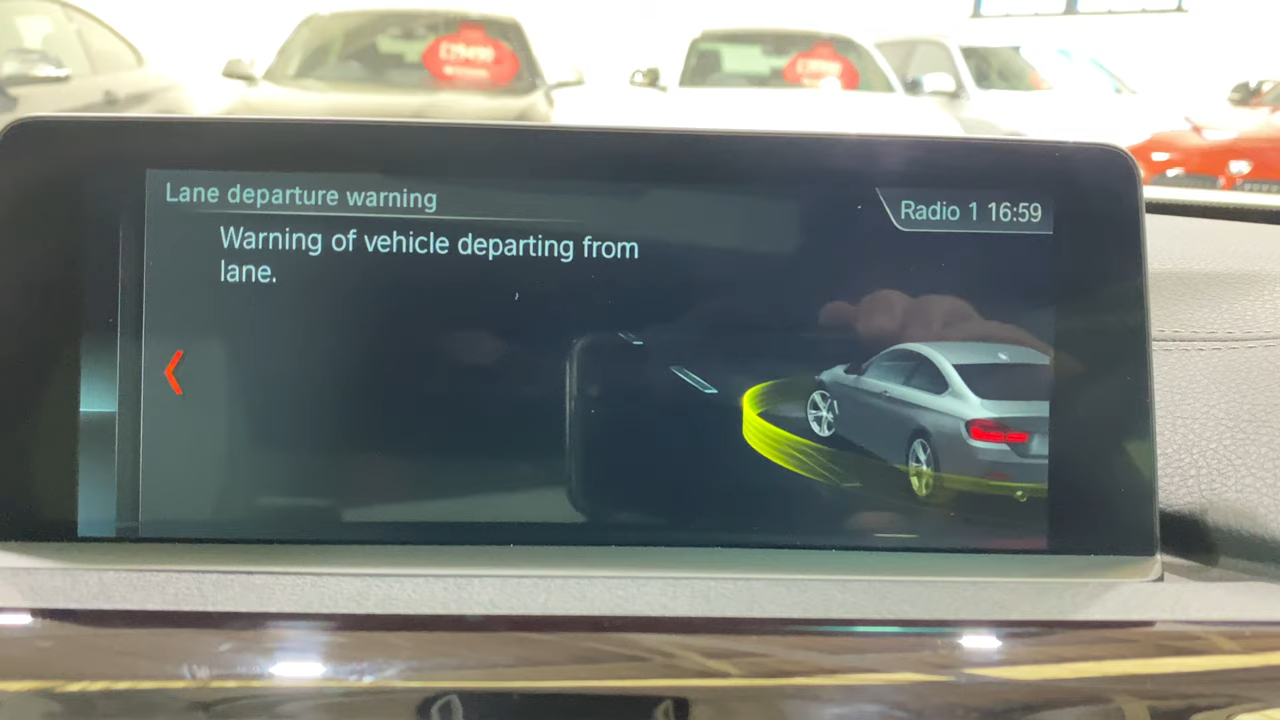 Lane departure warning
Radio 1 16:59
Warning of vehicle departing from
lane.